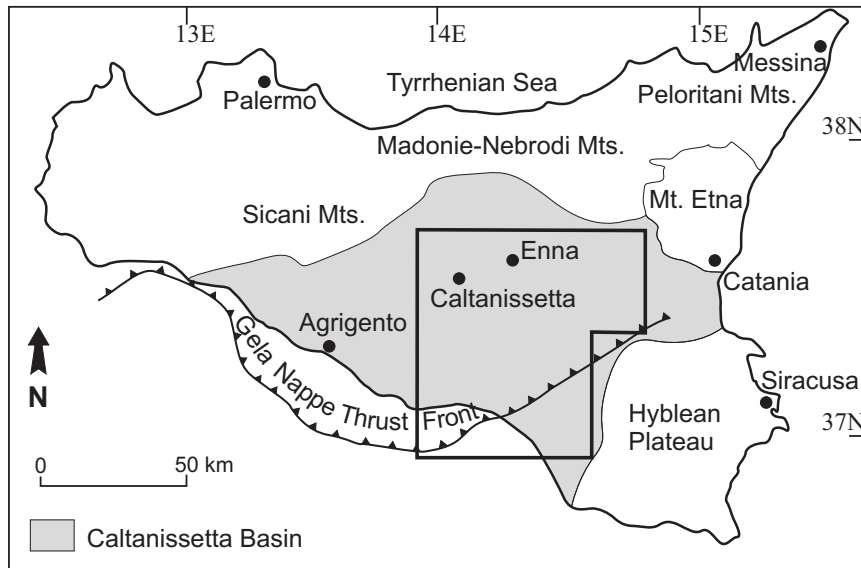 13E
14E
15E
Messina
Tyrrhenian Sea
Palermo
Peloritani Mts.
38N
Madonie-Nebrodi Mts.
Mt. Etna
Sicani Mts.
Enna
Catania
Caltanissetta
Agrigento
Gela Nappe Thrust Front
N
Siracusa
Hyblean
Plateau
37N
0
50 km
Caltanissetta Basin